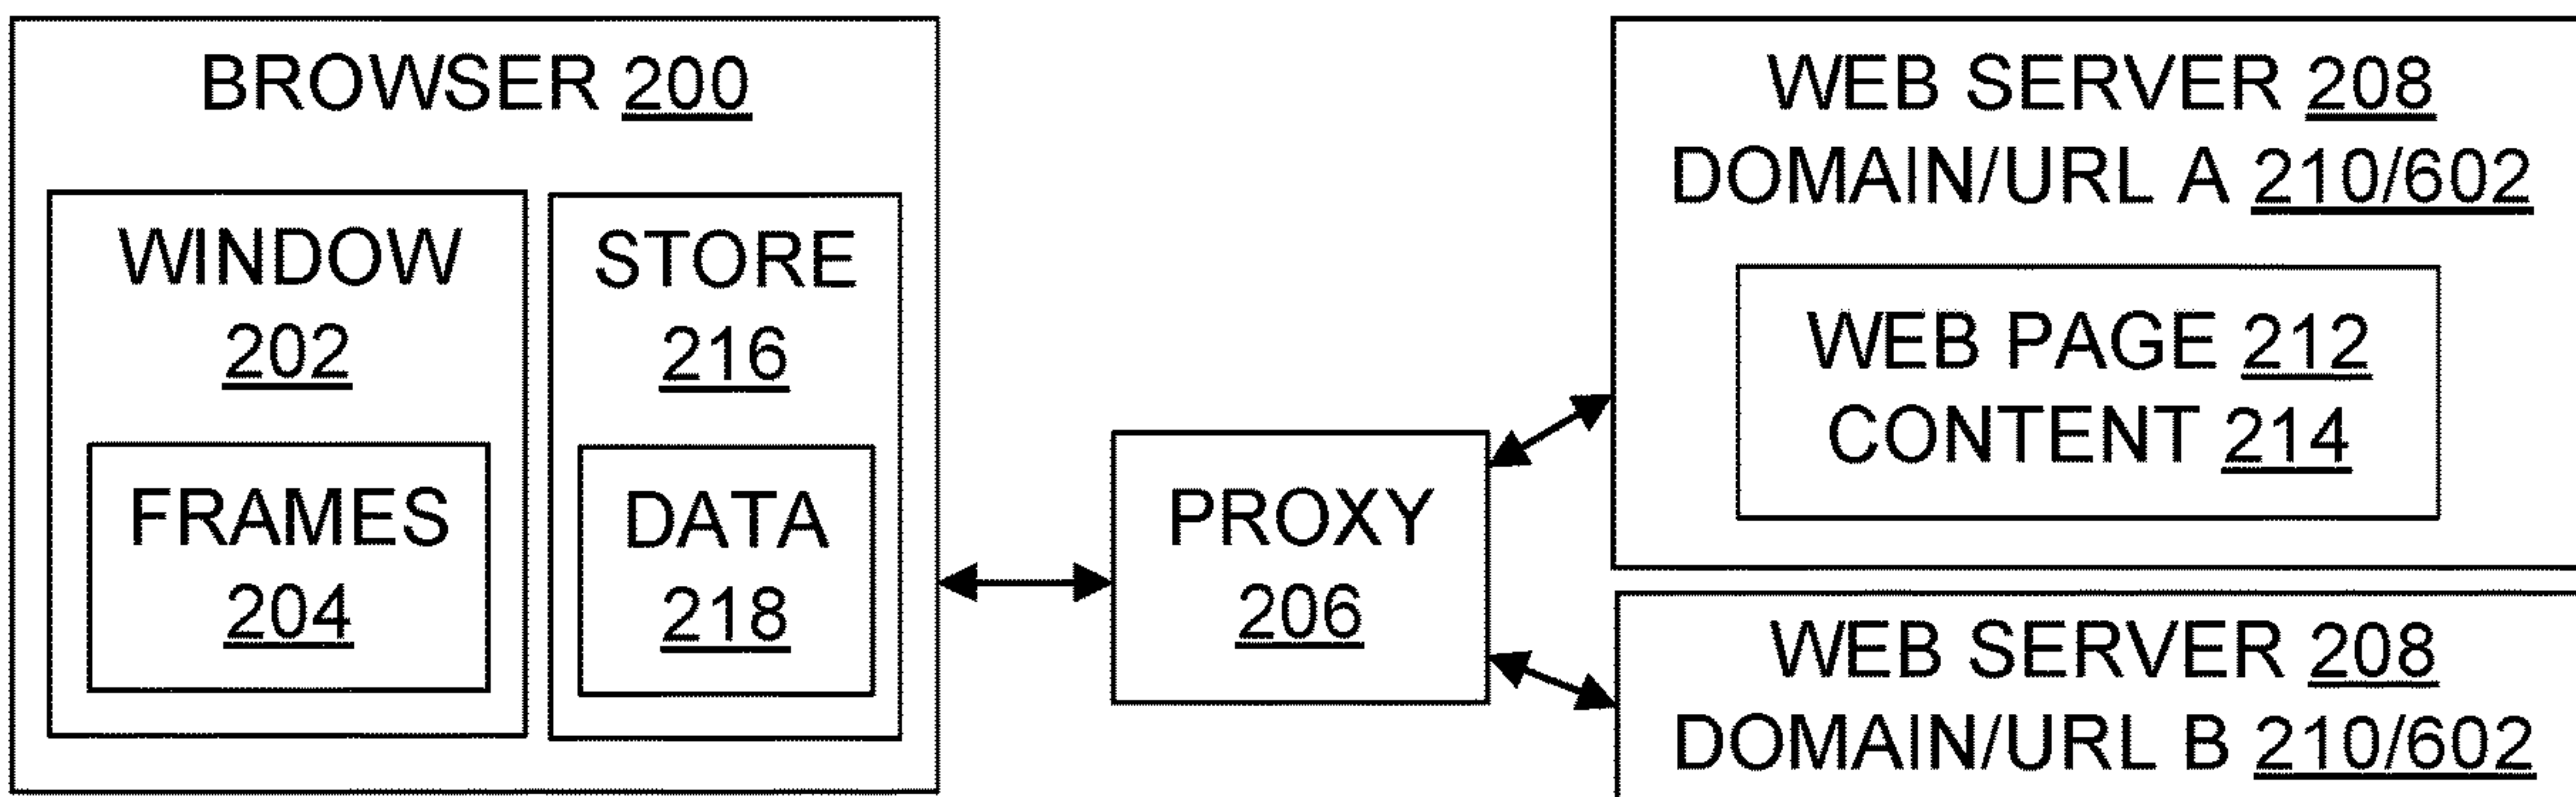 BROWSER 200
WINDOW
202
FRAMES
204
STORE
216
DATA
218
PROXY
206
WEB SERVER 208
DOMAIN/URL A 210/602
WEB PAGE 212
CONTENT 214
WEB SERVER 208
DOMAIN/URL B 210/602